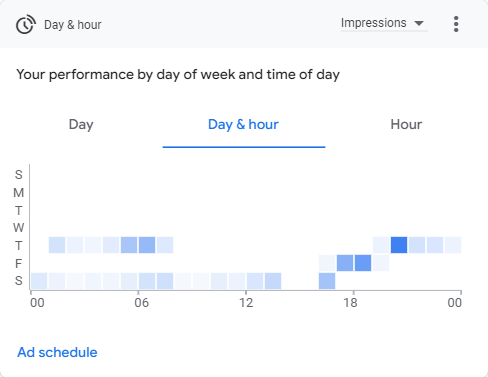 Day & hour
Impressions
Your performance by day of week and time of day
Day
Day & hour
Hour
S
M
T
W
T
F
S
00 06 12 18 00
Ad schedule